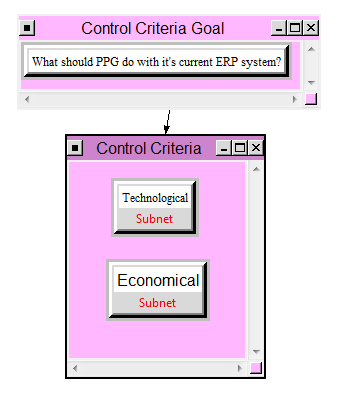 Control Criteria Goal
What should PPG do with it's current ERP system?
Control Criteria
Technological
Subnet
Economical
Subnet